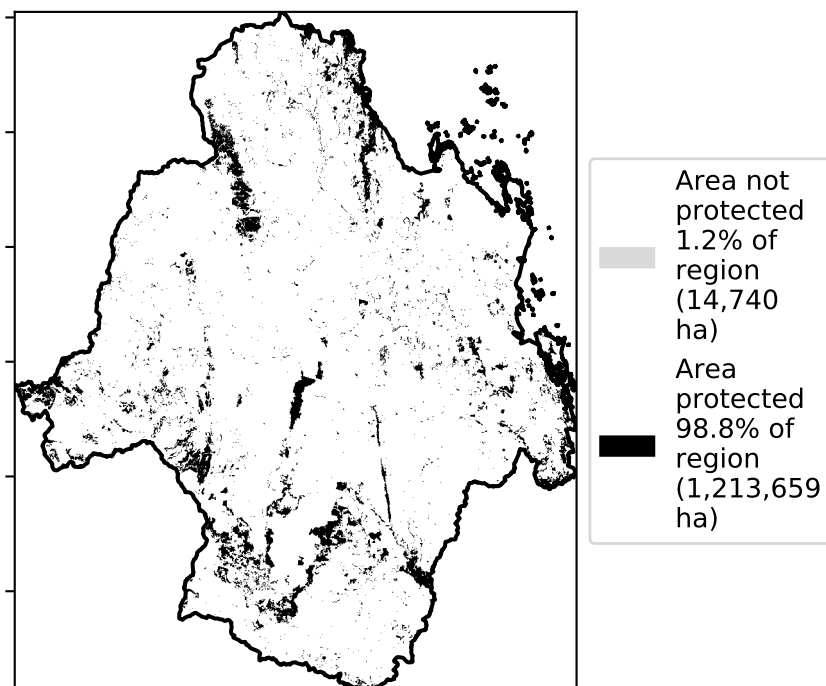 Area not
protected
1.2% of
region
(14,740
ha)
Area
protected
98.8% of
region
(1,213,659
ha)